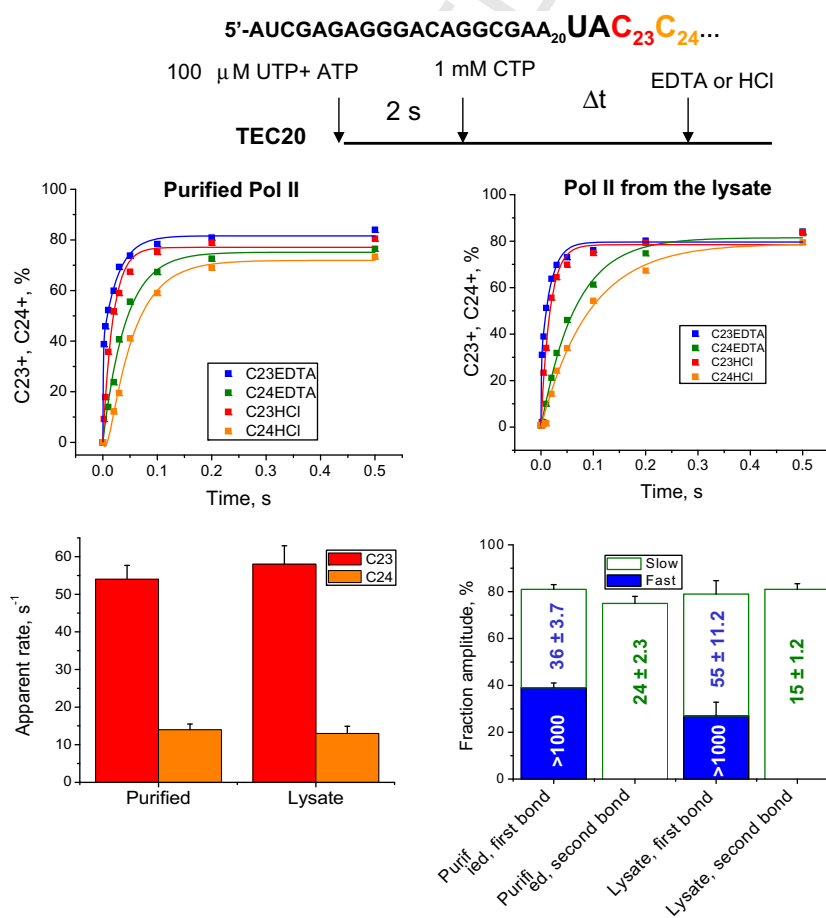 5'-AUCGAGAGGGACAGGCGAA20UAC23C24...
100 μM UTP+ ATP
1 mM CTP
EDTA or HCl
2 s
Δt
TEC20
Purified Pol II
C23+, C24+, %
100
80
60
40
20
0
C23EDTA
C24EDTA
C23HCl
C24HCl
0.0 0.1 0.2 0.3 0.4 0.5
Time, s
Pol II from the lysate
C23+, C24+, %
100
80
60
40
20
0
C23EDTA
C24EDTA
C23HCl
C24HCl
0.0 0.1 0.2 0.3 0.4 0.5
Time, s
Apparent rate, s-1
60
50
40
30
20
10
0
C23
C24
Purified Lysate
Fraction amplitude, %
100
80
60
40
20
0
Slow
Fast
36 ± 3.7
>1000
24 ± 2.3
55 ± 11.2
>1000
15 ± 1.2
Purif
ied, first bond
Purifi
ed, second bond
Lysate, first bond
Lysate, second bond